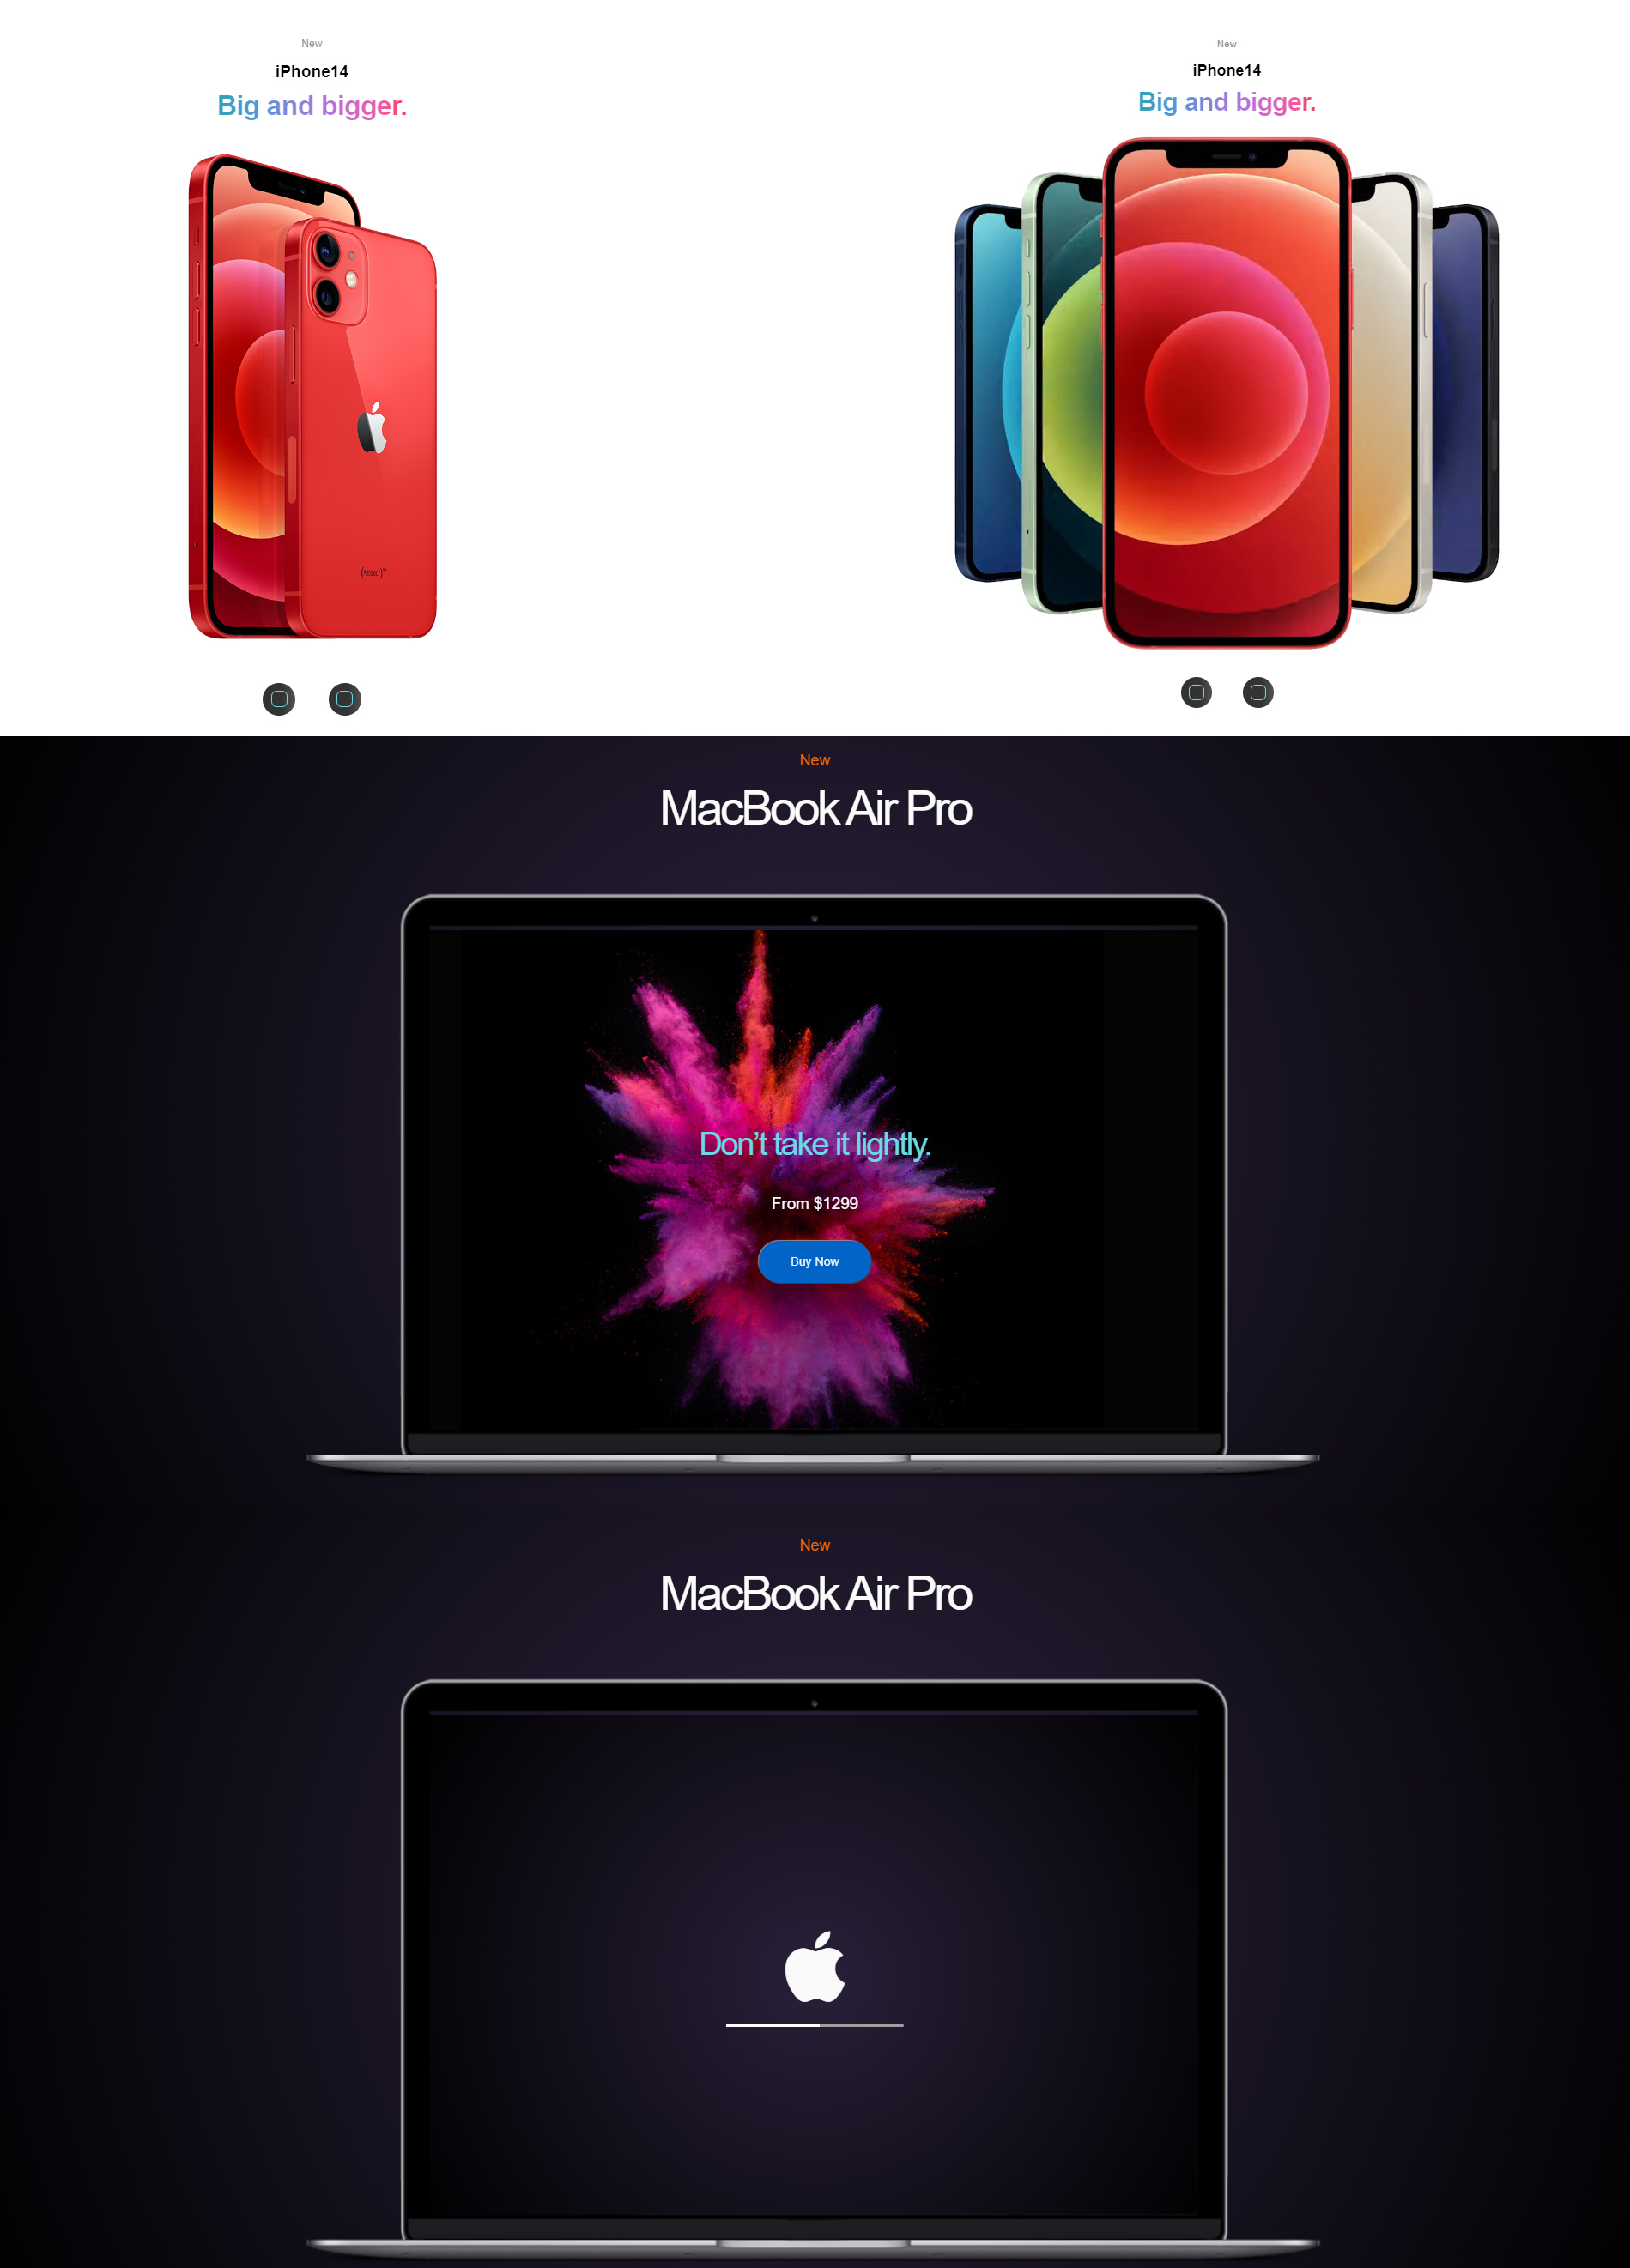 New
iPhone14
Big and bigger.
(PRODUCT)
New
iPhone14
Big and bigger.
New
MacBook Air Pro
Don’t take it lightly.
From $1299
Buy Now
New
MacBook Air Pro